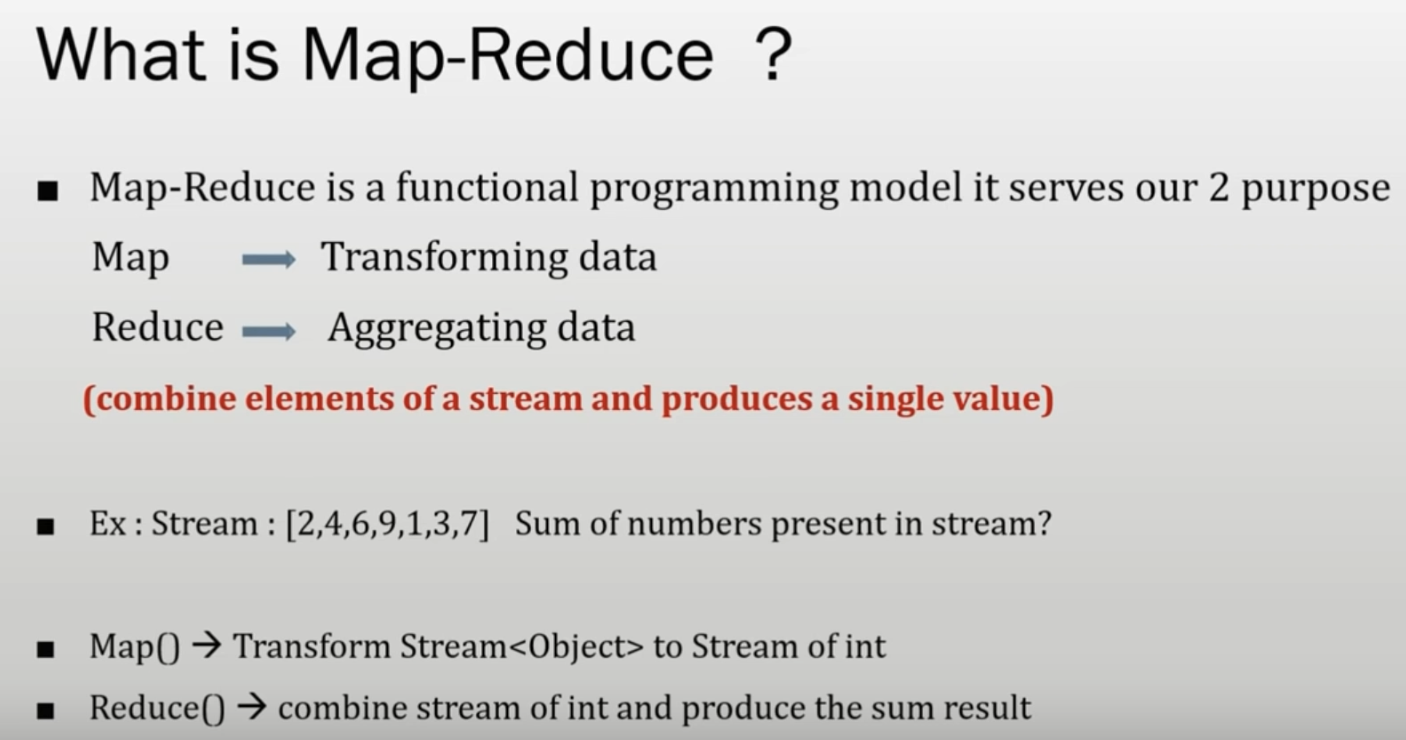 What is Map-Reduce ?
■ Map-Reduce is a functional programming model it serves our 2 purpose
Map → Transforming data
Reduce → Aggregating data
(combine elements of a stream and produces a single value)
■ Ex : Stream : [2,4,6,9,1,3,7] Sum of numbers present in stream?
■ Map() → Transform Stream<Object> to Stream of int
■ Reduce() → combine stream of int and produce the sum result